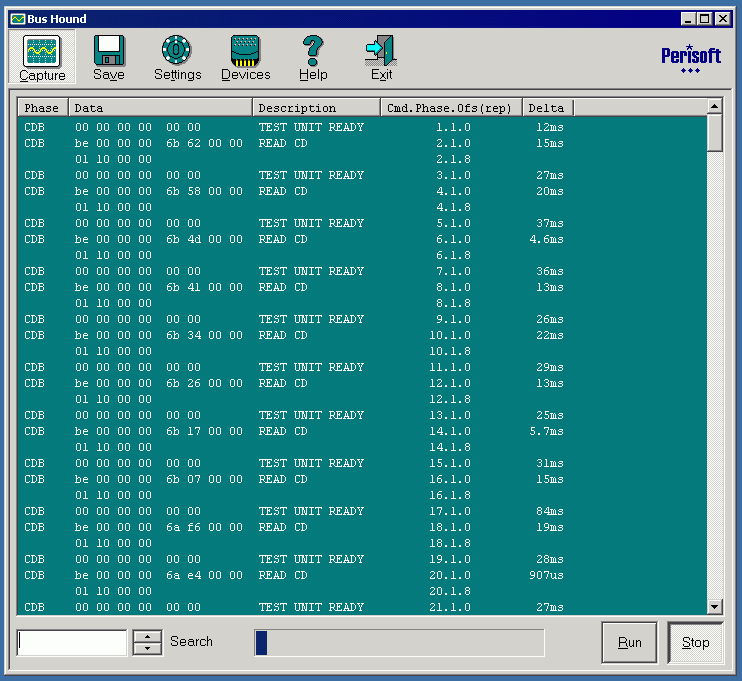 Bus Hound
Capture Save Settings Devices Help Exit Perisoft
Phase Data Description Cmd.Phase.Ofs(rep) Delta
CDB 00 00 00 00 00 00 TEST UNIT READY 1.1.0 12ms
CDB be 00 00 00 6b 62 00 00 READ CD 2.1.0 15ms
01 10 00 00 2.1.8
CDB 00 00 00 00 00 00 TEST UNIT READY 3.1.0 27ms
CDB be 00 00 00 6b 58 00 00 READ CD 4.1.0 20ms
01 10 00 00 4.1.8
CDB 00 00 00 00 00 00 TEST UNIT READY 5.1.0 37ms
CDB be 00 00 00 6b 4d 00 00 READ CD 6.1.0 4.6ms
01 10 00 00 6.1.8
CDB 00 00 00 00 00 00 TEST UNIT READY 7.1.0 36ms
CDB be 00 00 00 6b 41 00 00 READ CD 8.1.0 13ms
01 10 00 00 8.1.8
CDB 00 00 00 00 00 00 TEST UNIT READY 9.1.0 26ms
CDB be 00 00 00 6b 34 00 00 READ CD 10.1.0 22ms
01 10 00 00 10.1.8
CDB 00 00 00 00 00 00 TEST UNIT READY 11.1.0 29ms
CDB be 00 00 00 6b 26 00 00 READ CD 12.1.0 13ms
01 10 00 00 12.1.8
CDB 00 00 00 00 00 00 TEST UNIT READY 13.1.0 25ms
CDB be 00 00 00 6b 17 00 00 READ CD 14.1.0 5.7ms
01 10 00 00 14.1.8
CDB 00 00 00 00 00 00 TEST UNIT READY 15.1.0 31ms
CDB be 00 00 00 6b 07 00 00 READ CD 16.1.0 15ms
01 10 00 00 16.1.8
CDB 00 00 00 00 00 00 TEST UNIT READY 17.1.0 84ms
CDB be 00 00 00 6a f6 00 00 READ CD 18.1.0 19ms
01 10 00 00 18.1.8
CDB 00 00 00 00 00 00 TEST UNIT READY 19.1.0 28ms
CDB be 00 00 00 6a e4 00 00 READ CD 20.1.0 907us
01 10 00 00 20.1.8
CDB 00 00 00 00 00 00 TEST UNIT READY 21.1.0 27ms
Search Run Stop